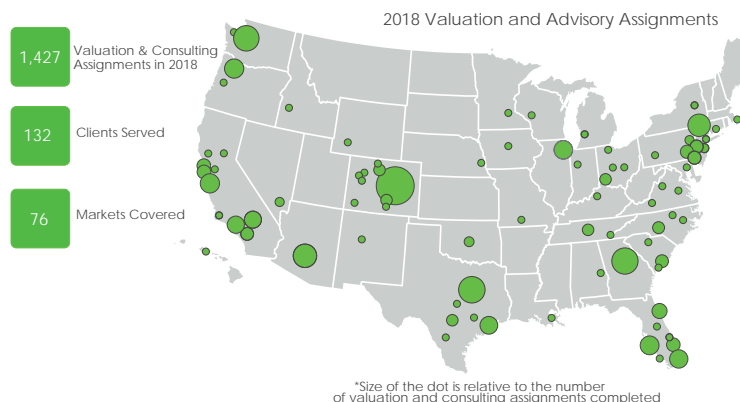 2018 Valuation and Advisory Assignments
1,427
Valuation & Consulting
Assignments in 2018
132
Clients Served
76
Markets Covered
*Size of the dot is relative to the number
of valuation and consulting assignments completed